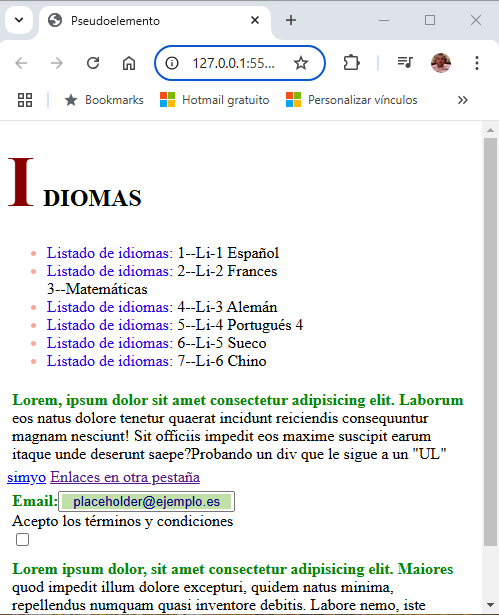 Pseudoelemento
127.0.0.1:55...
Bookmarks Hotmail gratuito Personalizar vínculos
I DIOMAS
Listado de idiomas: 1--Li-1 Español
Listado de idiomas: 2--Li-2 Frances
3--Matemáticas
Listado de idiomas: 4--Li-3 Alemán
Listado de idiomas: 5--Li-4 Portugués 4
Listado de idiomas: 6--Li-5 Sueco
Listado de idiomas: 7--Li-6 Chino
Lorem, ipsum dolor sit amet consectetur adipisicing elit. Laborum
eos natus dolore tenetur quaerat incidunt reiciendis consequuntur
magnam nesciunt! Sit officiis impedit eos maxime suscipit earum
itaque unde deserunt saepe?Probando un div que le sigue a un "UL"
simyo Enlaces en otra pestaña
Email: placeholder@ejemplo.es
Acepto los términos y condiciones
Lorem ipsum dolor, sit amet consectetur adipisicing elit. Maiores
quod impedit illum dolore excepturi, quidem natus minima,
repellendus numquam quasi inventore debitis. Labore nemo, iste